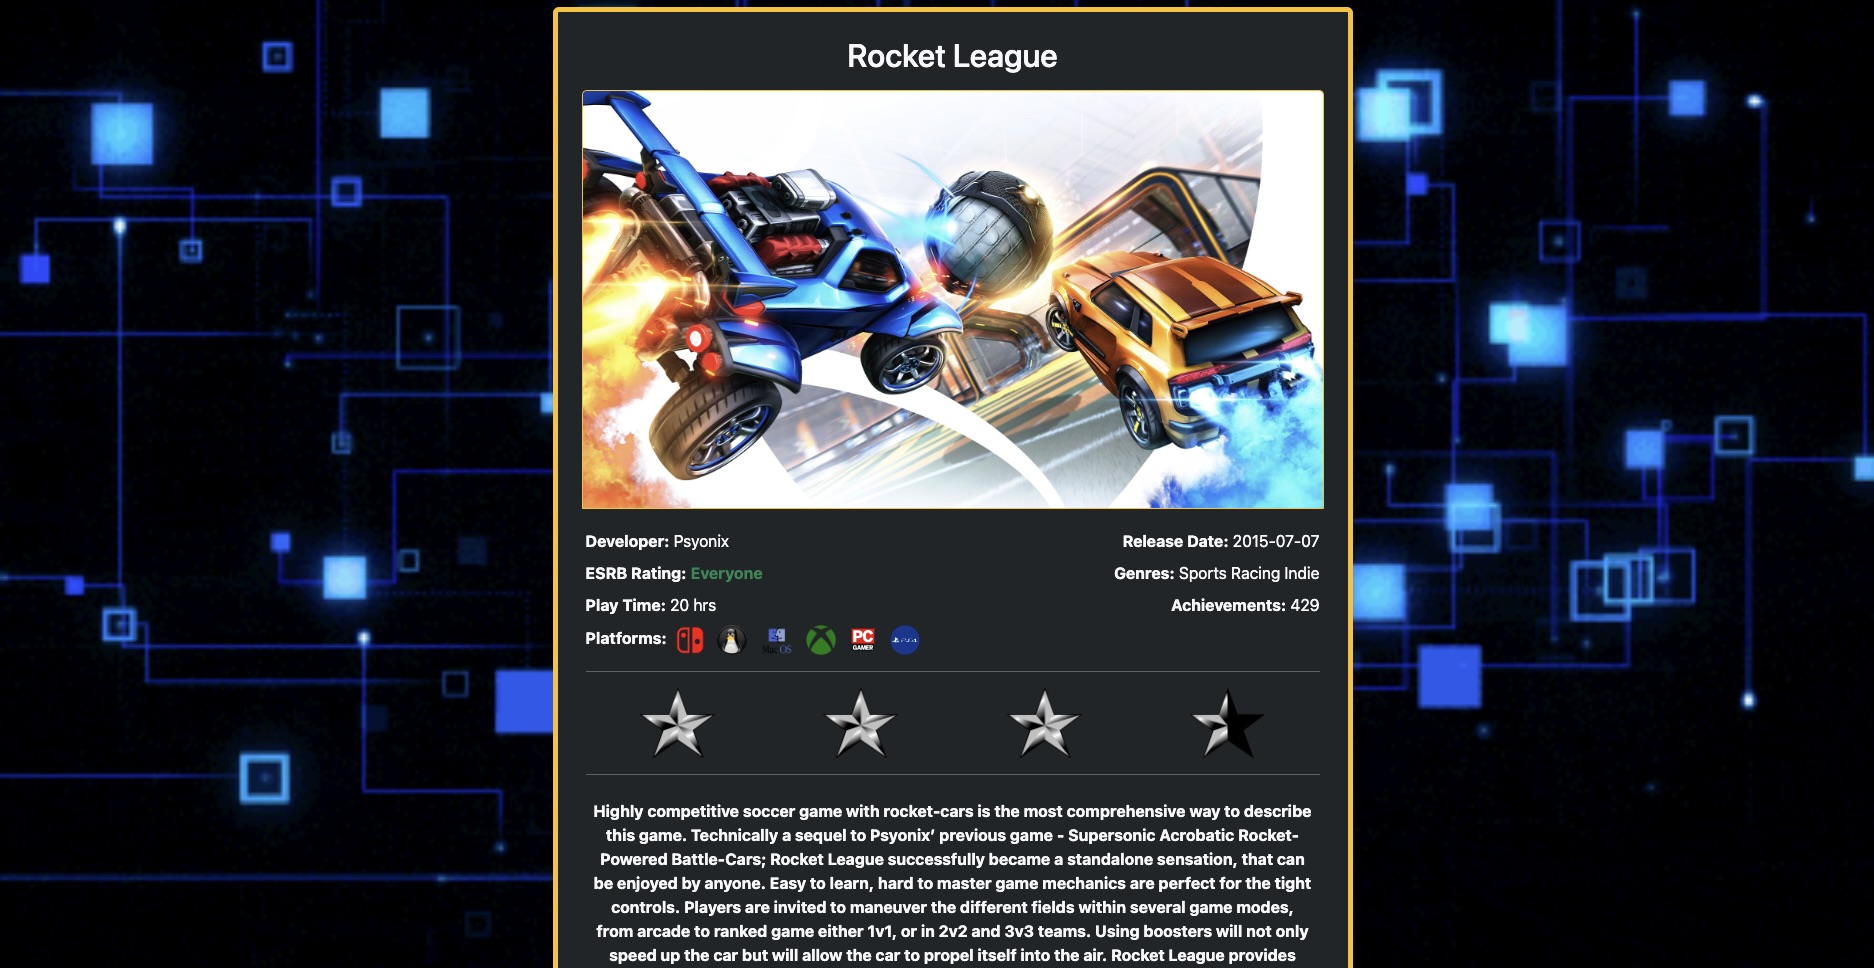 Rocket League
Developer: Psyonix
Release Date: 2015-07-07
ESRB Rating: Everyone
Genres: Sports Racing Indie
Play Time: 20 hrs
Achievements: 429
Platforms:
Mac OS
PC
GAMER
PS4
Highly competitive soccer game with rocket-cars is the most comprehensive way to describe
this game. Technically a sequel to Psyonix’ previous game - Supersonic Acrobatic Rocket-
Powered Battle-Cars; Rocket League successfully became a standalone sensation, that can
be enjoyed by anyone. Easy to learn, hard to master game mechanics are perfect for the tight
controls. Players are invited to maneuver the different fields within several game modes,
from arcade to ranked game either 1v1, or in 2v2 and 3v3 teams. Using boosters will not only
speed up the car but will allow the car to propel itself into the air. Rocket League provides